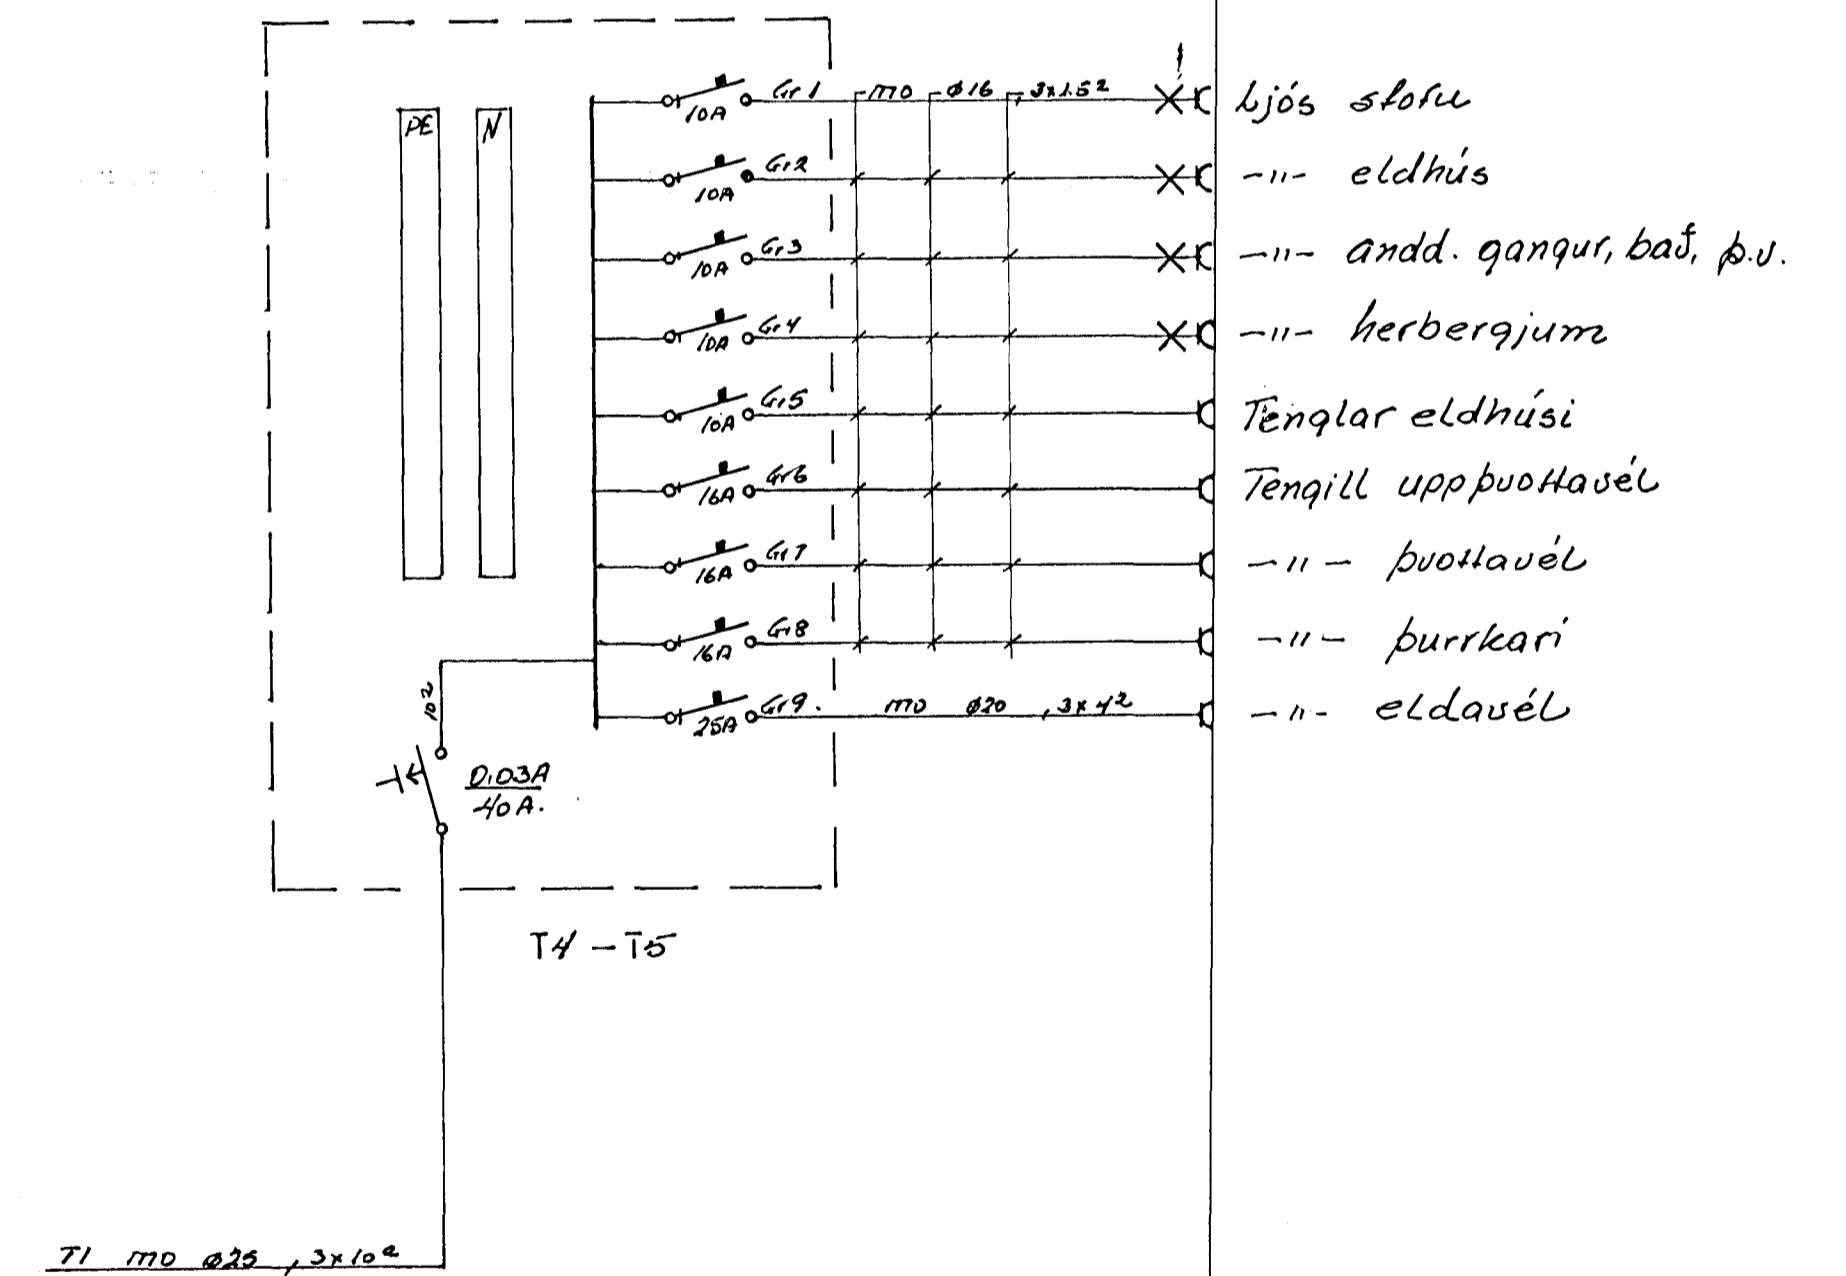 PE N
10A Gr1 mO ø16 3x1.5² Ljós stofu
10A Gr2 -"- eldhús
10A Gr3 -"- andd. gangur, bað, þ.v.
10A Gr4 -"- herbergjum
10A Gr5 Tenglar eldhúsi
16A Gr6 Tengill uppþvottavél
16A Gr7 -"- þvottavél
16A Gr8 -"- þurrkari
25A Gr9. mO ø20, 3x4² -"- eldavél
10²
0.03A
40A.
T4 - T5
T1 mO ø25, 3x10²